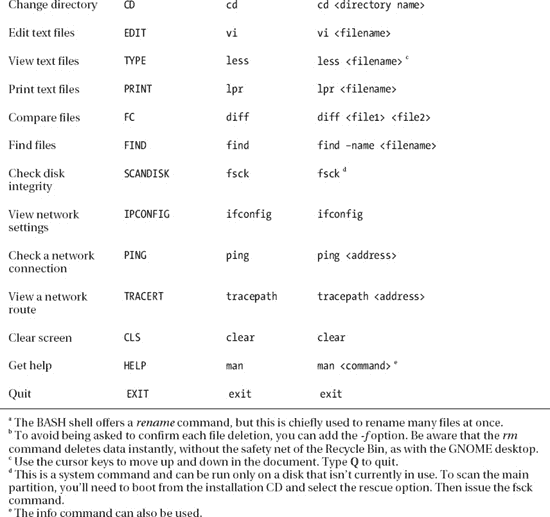 Change directory CD cd cd <directory name>
Edit text files EDIT vi vi <filename>
View text files TYPE less less <filename> c
Print text files PRINT lpr lpr <filename>
Compare files FC diff diff <file1> <file2>
Find files FIND find find –name <filename>
Check disk SCANDISK fsck fsck d
integrity
View network IPCONFIG ifconfig ifconfig
settings
Check a network PING ping ping <address>
connection
View a network TRACERT tracepath tracepath <address>
route
Clear screen CLS clear clear
Get help HELP man man <command> e
Quit EXIT exit exit
a The BASH shell offers a rename command, but this is chiefly used to rename many files at once.
b To avoid being asked to confirm each file deletion, you can add the -f option. Be aware that the rm
command deletes data instantly, without the safety net of the Recycle Bin, as with the GNOME desktop.
c Use the cursor keys to move up and down in the document. Type Q to quit.
d This is a system command and can be run only on a disk that isn't currently in use. To scan the main
partition, you'll need to boot from the installation CD and select the rescue option. Then issue the fsck
command.
e The info command can also be used.